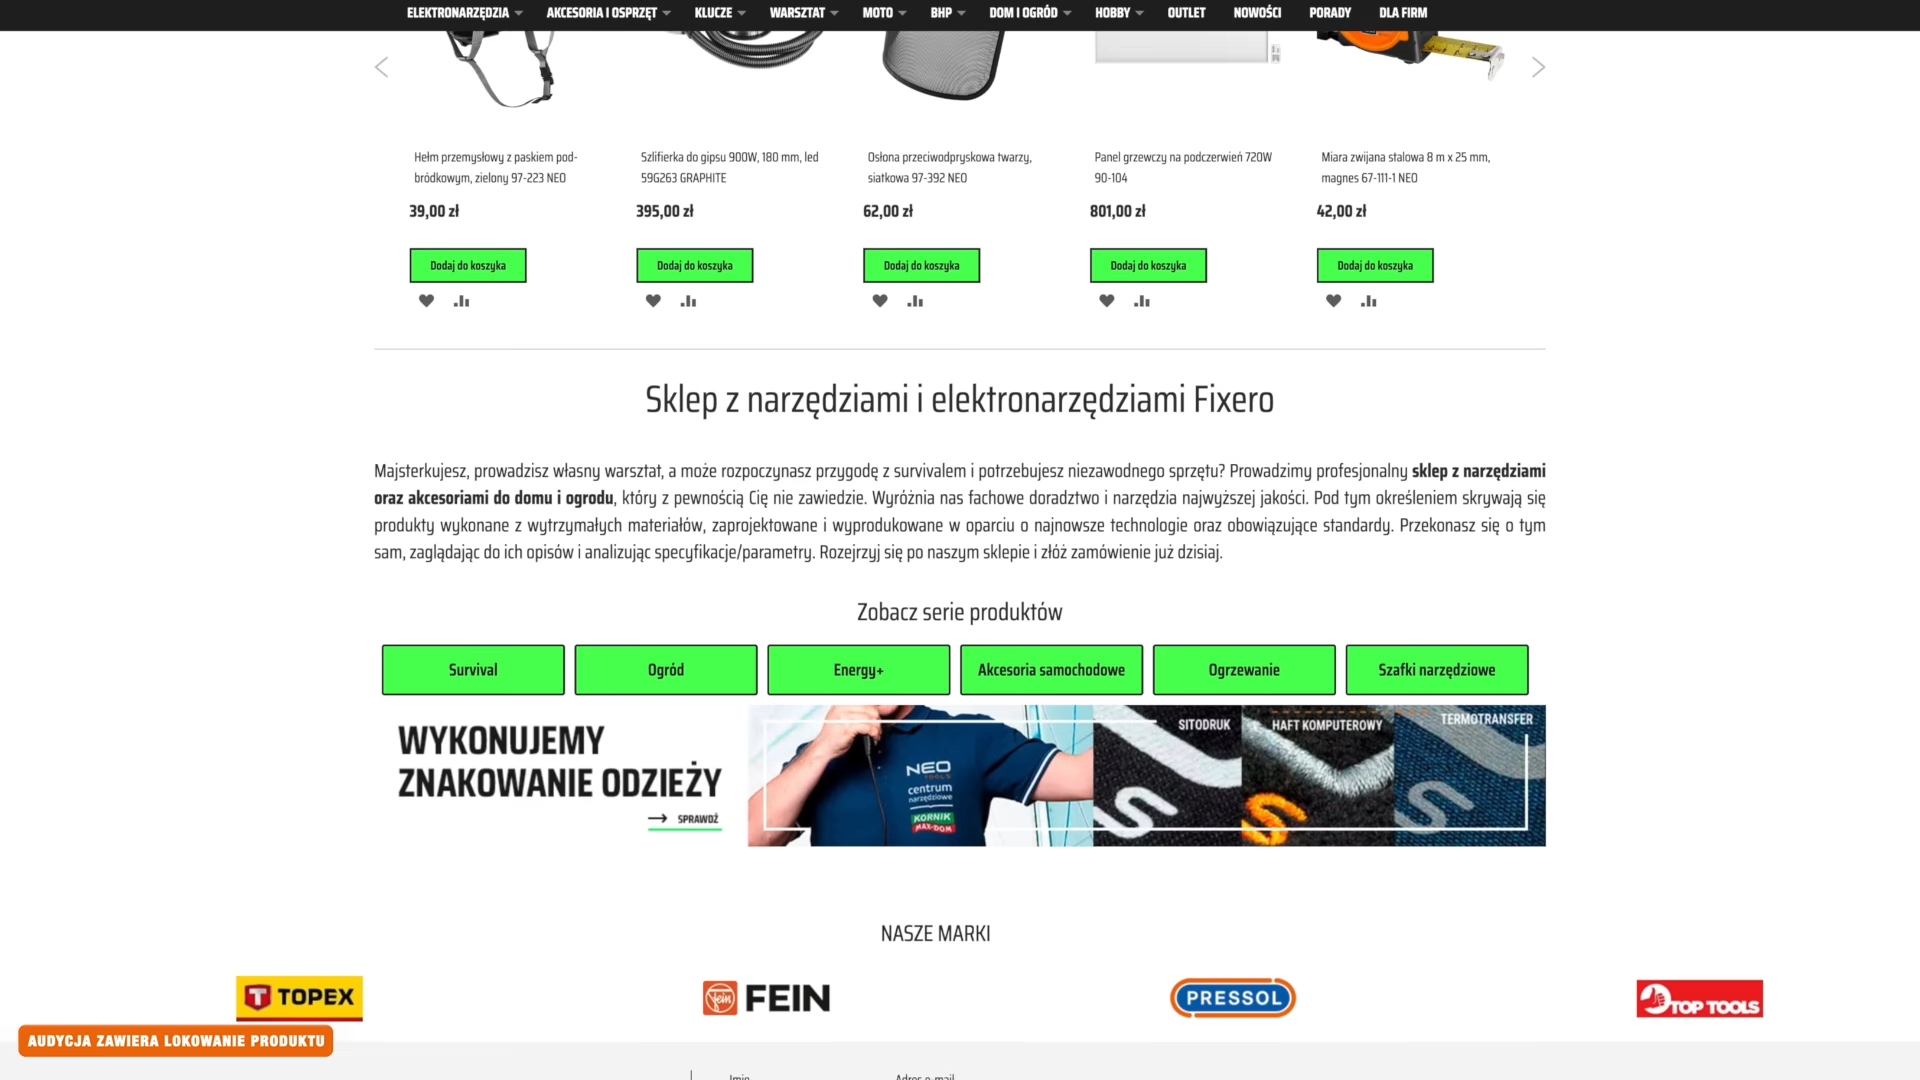 ELEKTRONARZĘDZIA AKCESORIA I OSPRZĘT KLUCZE WARSZTAT MOTO BHP DOM I OGRÓD HOBBY OUTLET NOWOŚCI PORADY DLA FIRM
Hełm przemysłowy z paskiem pod-
bródkowym, zielony 97-223 NEO
39,00 zł
Dodaj do koszyka
Szlifierka do gipsu 900W, 180 mm, led
59G263 GRAPHITE
395,00 zł
Dodaj do koszyka
Osłona przeciwodpryskowa twarzy,
siatkowa 97-392 NEO
62,00 zł
Dodaj do koszyka
Panel grzewczy na podczerwień 720W
90-104
801,00 zł
Dodaj do koszyka
Miara zwijana stalowa 8 m x 25 mm,
magnes 67-111-1 NEO
42,00 zł
Dodaj do koszyka
Sklep z narzędziami i elektronarzędziami Fixero
Majsterkujesz, prowadzisz własny warsztat, a może rozpoczynasz przygodę z survivalem i potrzebujesz niezawodnego sprzętu? Prowadzimy profesjonalny sklep z narzędziami
oraz akcesoriami do domu i ogrodu, który z pewnością Cię nie zawiedzie. Wyróżnia nas fachowe doradztwo i narzędzia najwyższej jakości. Pod tym określeniem skrywają się
produkty wykonane z wytrzymałych materiałów, zaprojektowane i wyprodukowane w oparciu o najnowsze technologie oraz obowiązujące standardy. Przekonasz się o tym
sam, zaglądając do ich opisów i analizując specyfikacje/parametry. Rozejrzyj się po naszym sklepie i złóż zamówienie już dzisiaj.
Zobacz serie produktów
Survival Ogród Energy+ Akcesoria samochodowe Ogrzewanie Szafki narzędziowe
WYKONUJEMY
ZNAKOWANIE ODZIEŻY
SPRAWDŹ
NEO
TOOLS
centrum
narzędziowe
KORNIK
MAX-DOM
SITODRUK
HAFT KOMPUTEROWY
TERMOTRANSFER
NASZE MARKI
TOPEX
fein FEIN
PRESSOL
TOP TOOLS
AUDYCJA ZAWIERA LOKOWANIE PRODUKTU
Imię Adres e-mail